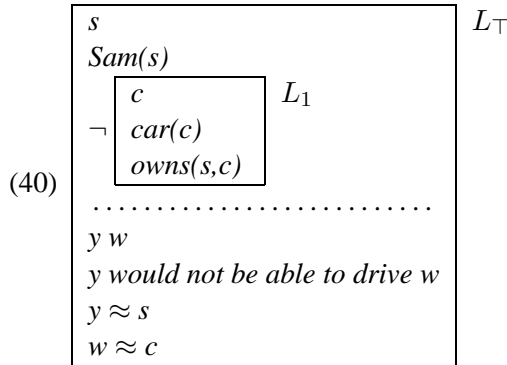 s
L⊤
Sam(s)
c
L1
¬ car(c)
owns(s,c)
(40)
. . . . . . . . . . . . . . . . . . . . . . . . . . .
y w
y would not be able to drive w
y ≈ s
w ≈ c